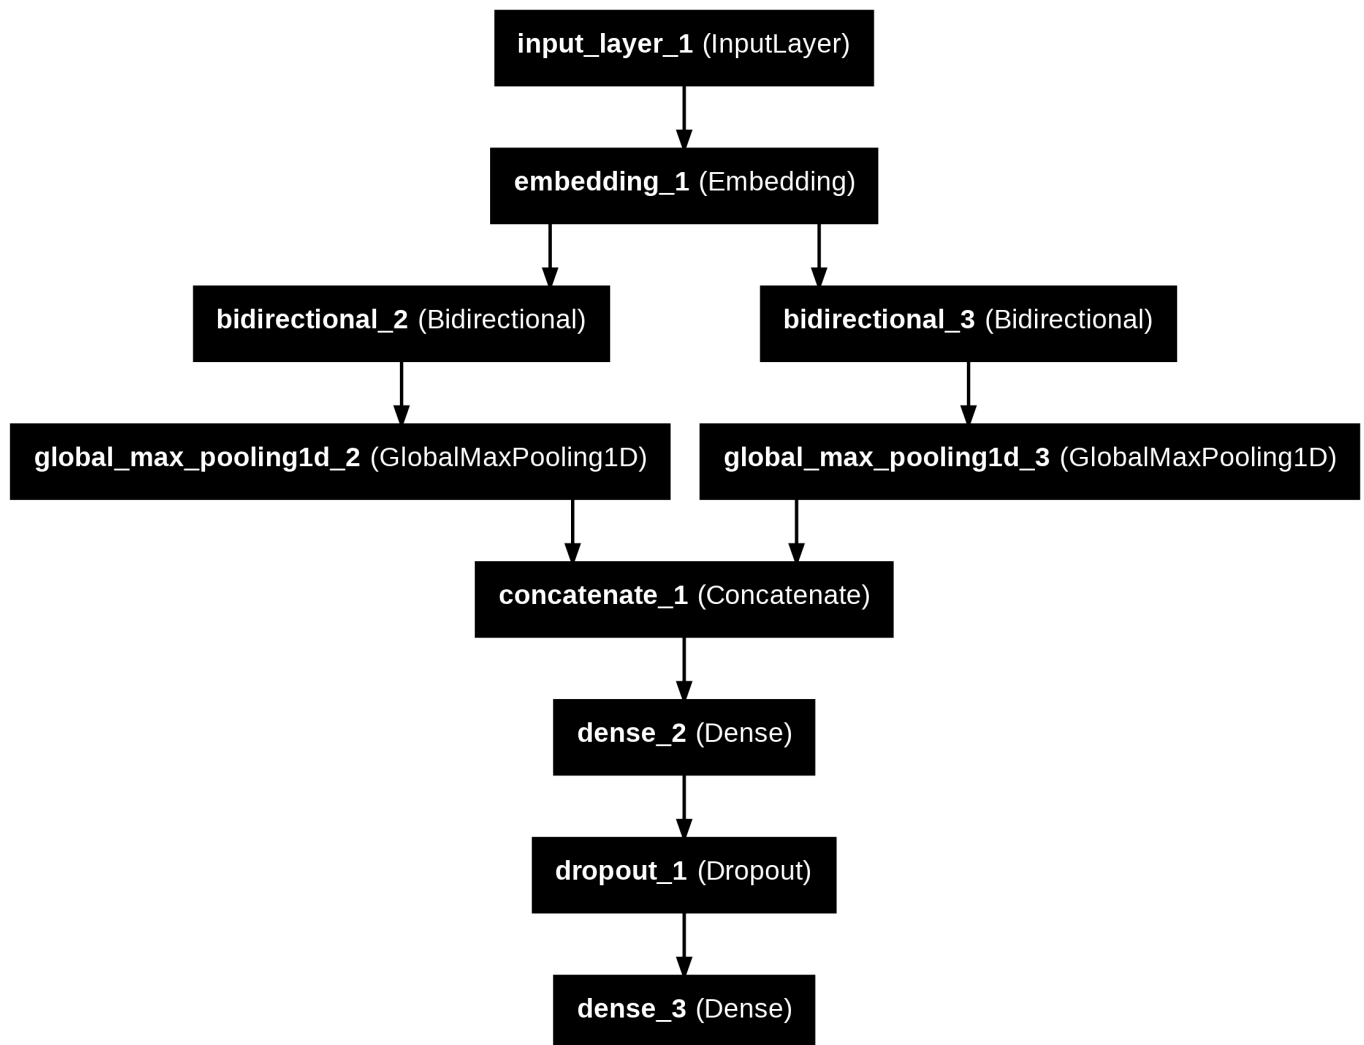 input_layer_1 (InputLayer)
embedding_1 (Embedding)
bidirectional_2 (Bidirectional)
bidirectional_3 (Bidirectional)
global_max_pooling1d_2 (GlobalMaxPooling1D)
global_max_pooling1d_3 (GlobalMaxPooling1D)
concatenate_1 (Concatenate)
dense_2 (Dense)
dropout_1 (Dropout)
dense_3 (Dense)